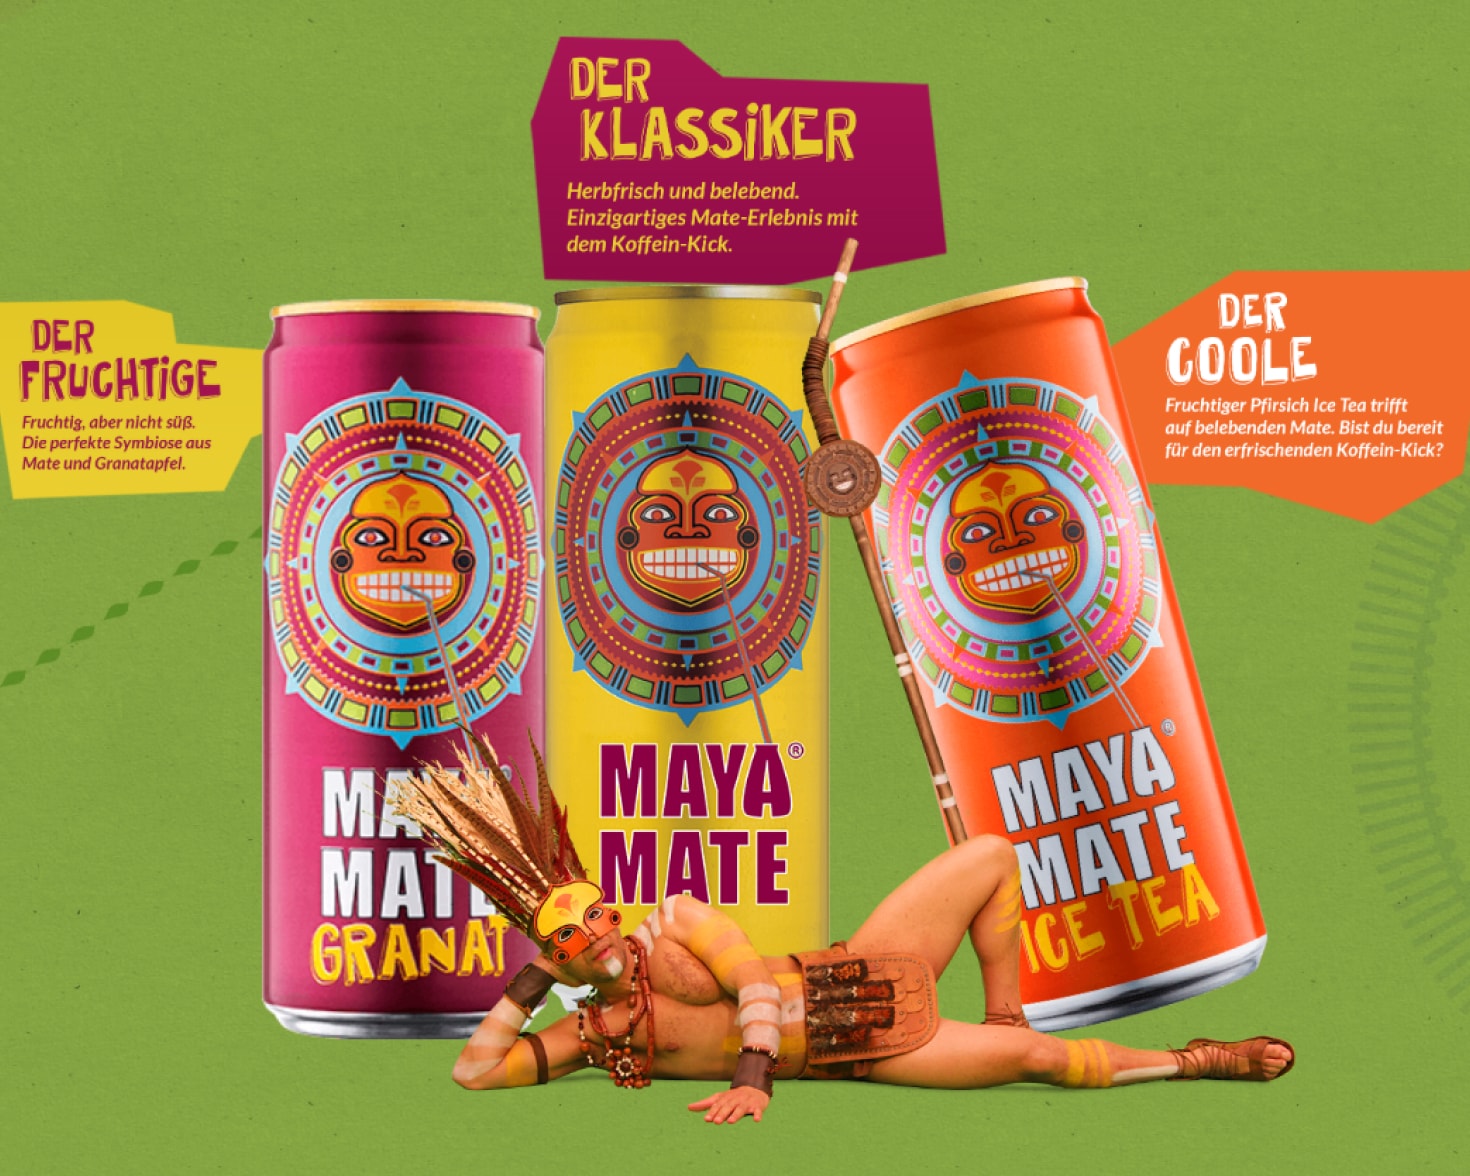 DER
KLASSiKER
Herbfrisch und belebend.
Einzigartiges Mate-Erlebnis mit
dem Koffein-Kick.
DER
FRUCHTiGE
Fruchtig, aber nicht süß.
Die perfekte Symbiose aus
Mate und Granatapfel.
DER
COOLE
Fruchtiger Pfirsich Ice Tea trifft
auf belebenden Mate. Bist du bereit
für den erfrischenden Koffein-Kick?
MAYA
MATE
GRANAT
MAYA®
MATE
MAYA®
MATE
ICE TEA